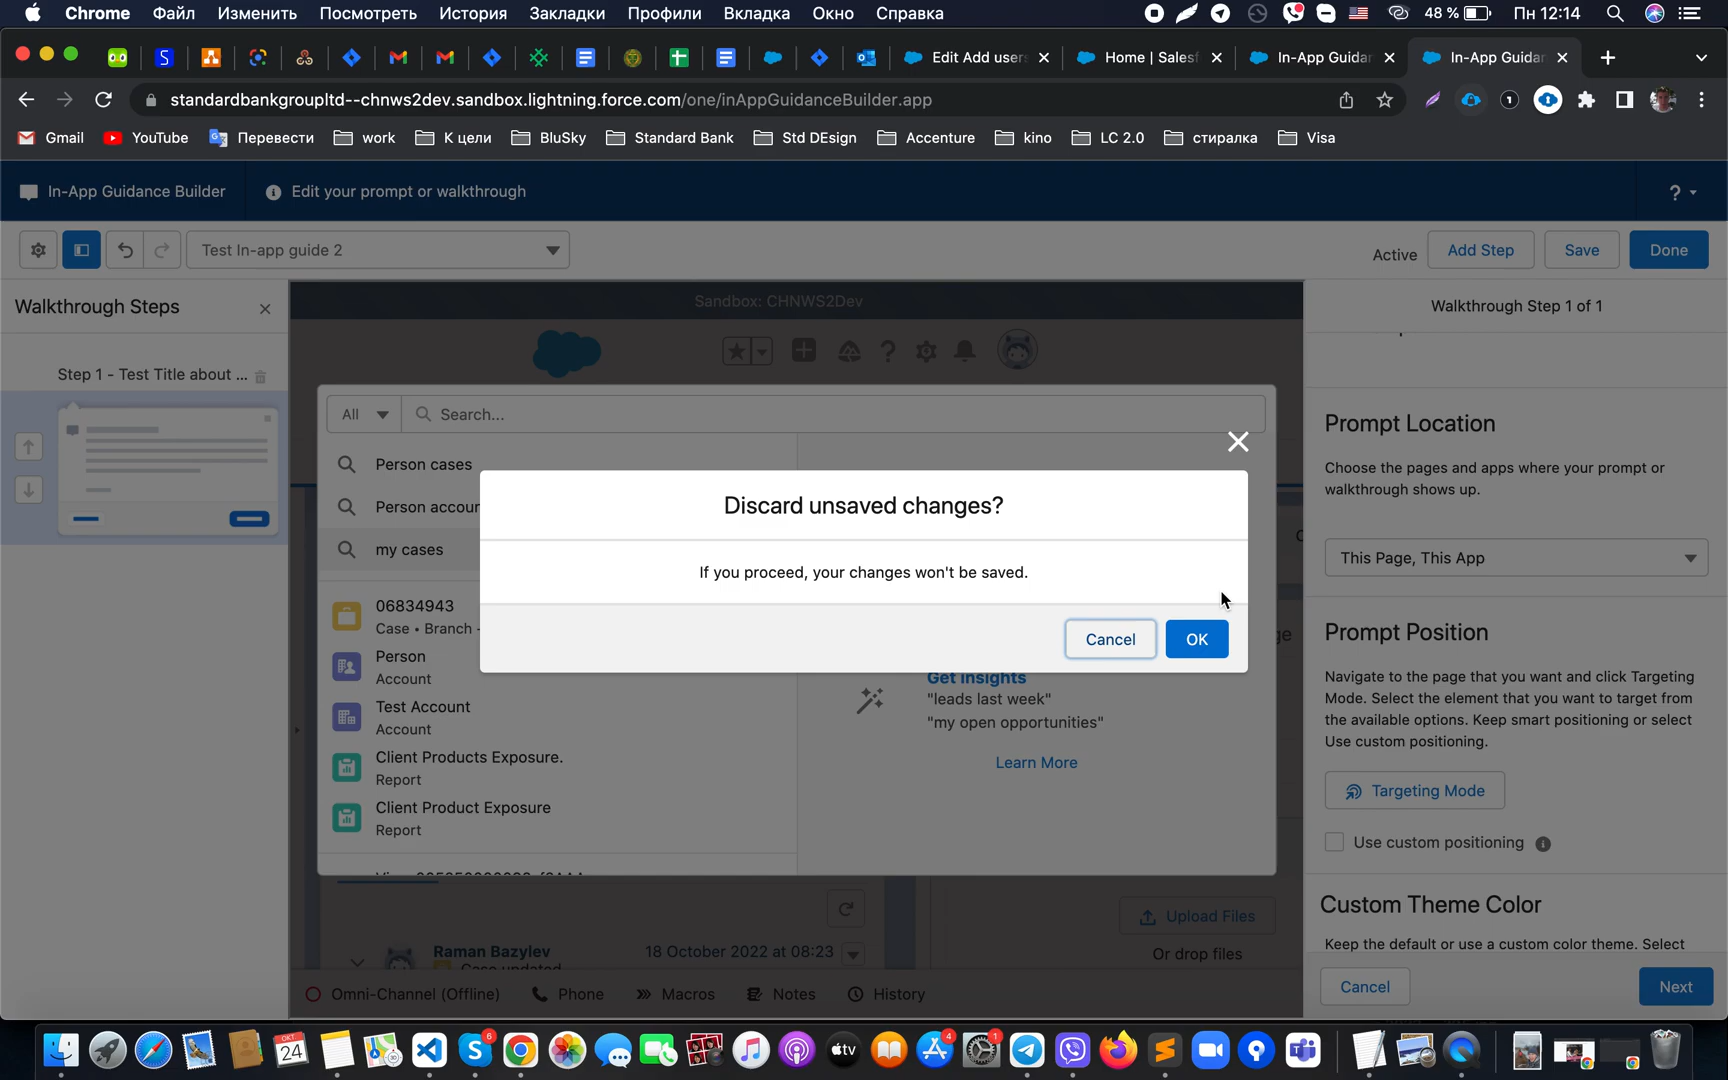 Chrome Файл Изменить Посмотреть История Закладки Профили Вкладка Окно Справка 48 % Пн 12:14
Edit Add users Home | Salesf In-App Guidan In-App Guidan
standardbankgroupltd--chnws2dev.sandbox.lightning.force.com/one/inAppGuidanceBuilder.app
Gmail YouTube Перевести work К цели BluSky Standard Bank Std DEsign Accenture kino LC 2.0 стиралка Visa
In-App Guidance Builder Edit your prompt or walkthrough ?
Test In-app guide 2 Active Add Step Save Done
Walkthrough Steps
Step 1 - Test Title about ...
Sandbox: CHNWS2Dev
All Search...
Person cases
Person accour
my cases
06834943
Case • Branch -
Person
Account
Test Account
Account
Client Products Exposure.
Report
Client Product Exposure
Report
Discard unsaved changes?
If you proceed, your changes won't be saved.
Cancel OK
Get insights
"leads last week"
"my open opportunities"
Learn More
Upload Files
Or drop files
Raman Bazylev 18 October 2022 at 08:23
Case updated
Omni-Channel (Offline) Phone Macros Notes History
Walkthrough Step 1 of 1
Prompt Location
Choose the pages and apps where your prompt or
walkthrough shows up.
This Page, This App
Prompt Position
Navigate to the page that you want and click Targeting
Mode. Select the element that you want to target from
the available options. Keep smart positioning or select
Use custom positioning.
Targeting Mode
Use custom positioning
Custom Theme Color
Keep the default or use a custom color theme. Select
Cancel Next
ОКТ
24
6
tv
4
1